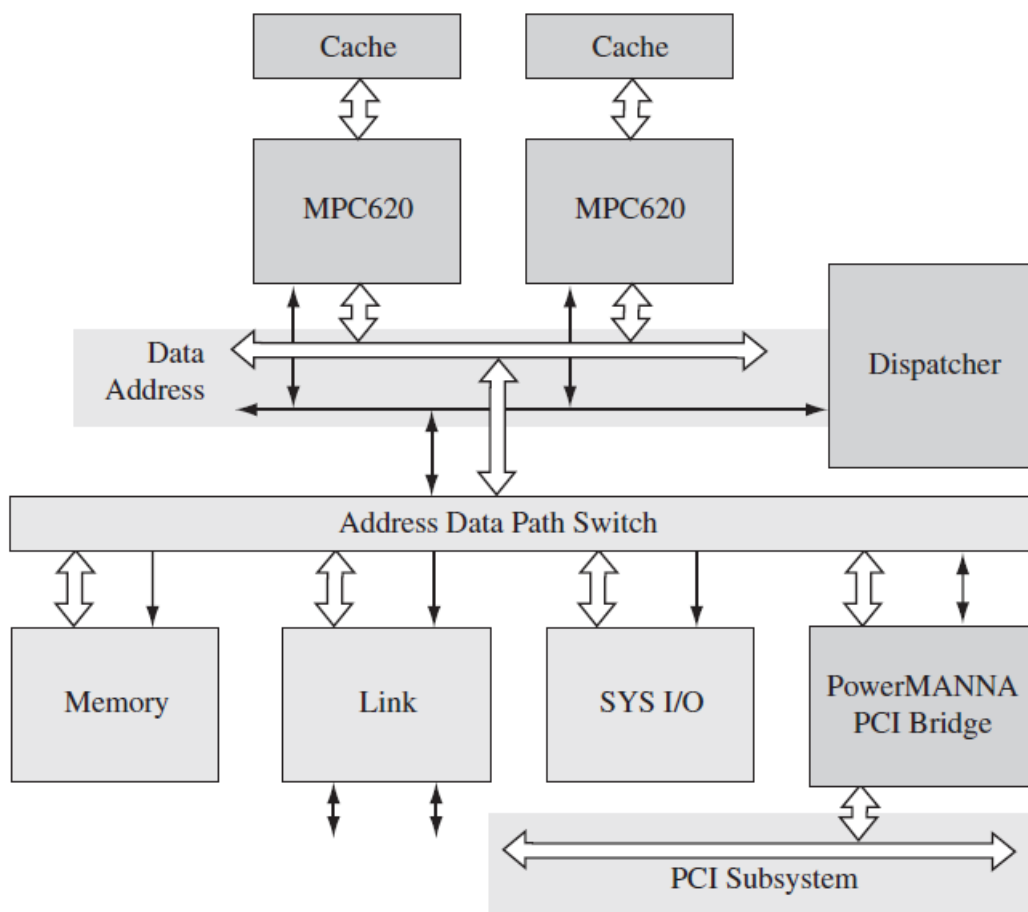 Cache
Cache
MPC620
MPC620
Data
Address
Dispatcher
Address Data Path Switch
Memory
Link
SYS I/O
PowerMANNA
PCI Bridge
PCI Subsystem